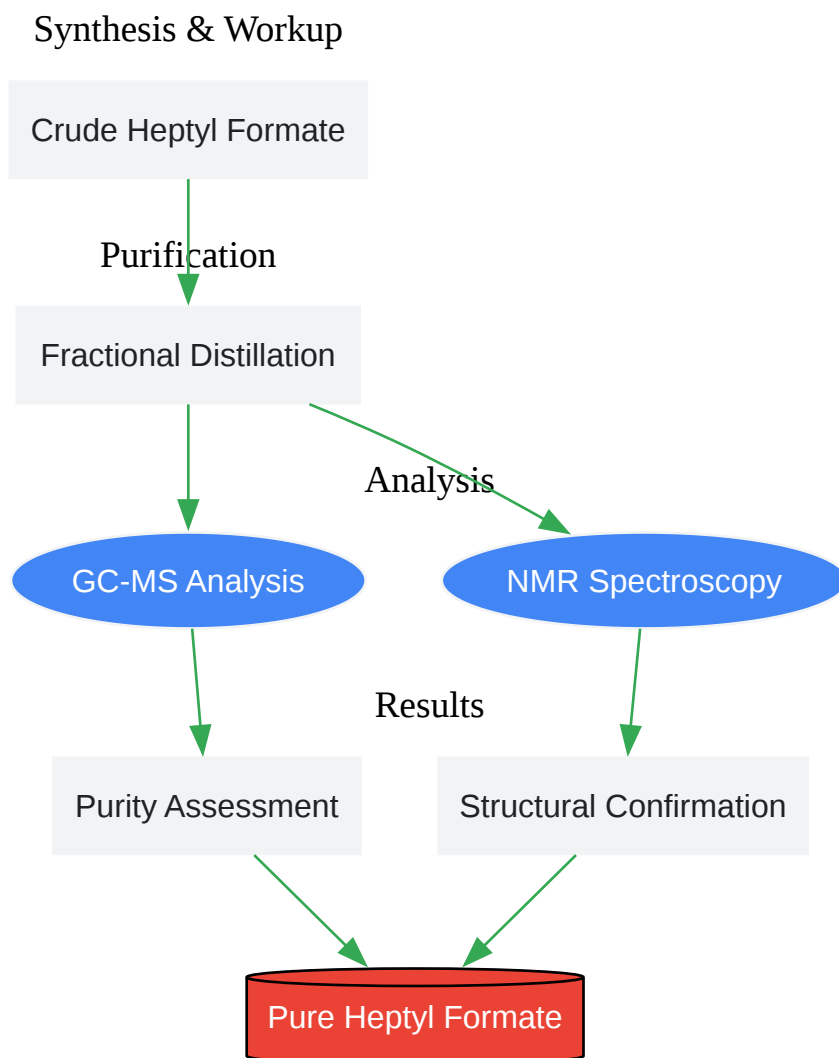 Synthesis & Workup
Crude Heptyl Formate
Purification
Fractional Distillation
Analysis
GC-MS Analysis
NMR Spectroscopy
Results
Purity Assessment
Structural Confirmation
Pure Heptyl Formate